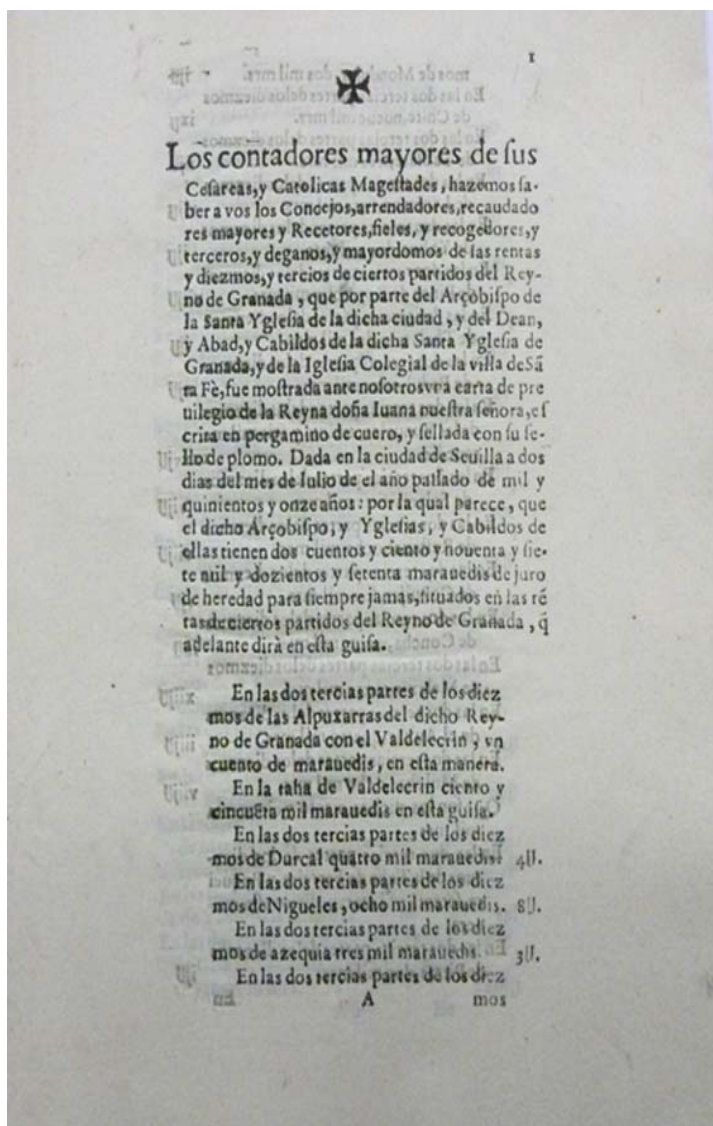 1
✠
Los contadores mayores de ſus
Ceſareas, y Catolicas Mageſtades, hazemos ſa-
ber a vos los Concejos, arrendadores, recaudado
res mayores y Recetores, fieles, y recogedores, y
terceros, y deganos, y mayordomos de las rentas
y diezmos, y tercios de ciertos partidos del Rey-
no de Granada, que por parte del Arçobiſpo de
la Santa Ygleſia de la dicha ciudad, y del Dean,
y Abad, y Cabildos de la dicha Santa Ygleſia de
Granada, y de la Igleſia Colegial de la villa de Sã
ta Fè, fue moſtrada ante noſotros vna carta de pre
uilegio de la Reyna doña Iuana nueſtra ſeñora, eſ
crita en pergamino de cuero, y ſellada con ſu ſe-
llo de plomo. Dada en la ciudad de Seuilla a dos
dias del mes de Iulio de el año paſſado de mil y
quinientos y onze años: por la qual parece, que
el dicho Arçobiſpo, y Ygleſias, y Cabildos de
ellas tienen dos cuentos y ciento y nouenta y ſie-
te mil y dozientos y ſetenta marauedis de juro
de heredad para ſiempre jamas, ſituados en las rē
tas de ciertos partidos del Reyno de Granada, q̃
adelante dirà en eſta guiſa.
En las dos tercias partes de los diez
mos de las Alpuxarras del dicho Rey-
no de Granada con el Valdelecrin, vn
cuento de marauedis, en eſta manera.
En la taha de Valdelecrin ciento y
cincuẽta mil marauedis en eſta guiſa.
En las dos tercias partes de los diez
mos de Durcal quatro mil marauedis. 4U.
En las dos tercias partes de los diez
mos de Nigueles, ocho mil marauedis. 8U.
En las dos tercias partes de los diez
mos de azequia tres mil marauedis. 3U.
En las dos tercias partes de los diez
A mos